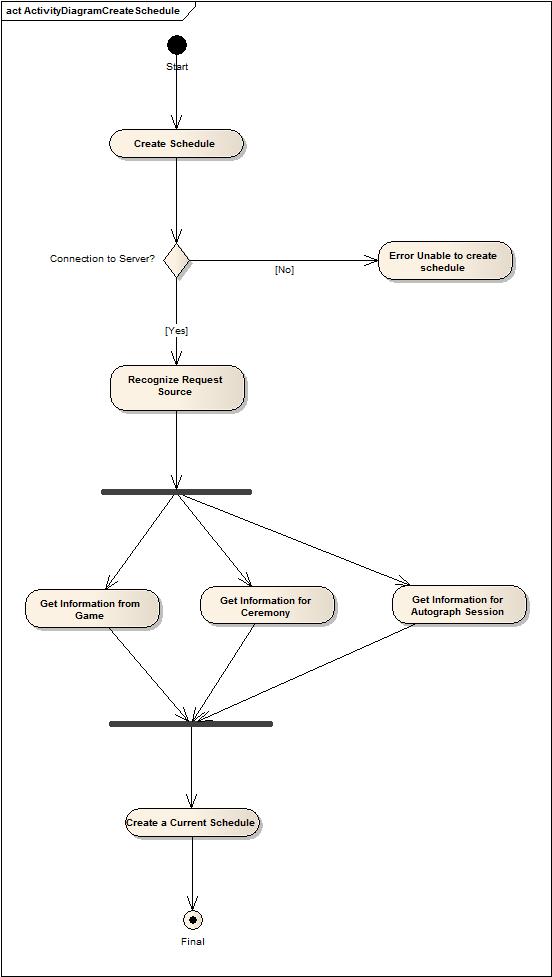 act ActivityDiagramCreateSchedule
Start
Create Schedule
Connection to Server?
[No]
Error Unable to create
schedule
[Yes]
Recognize Request
Source
Get Information from
Game
Get Information for
Ceremony
Get Information for
Autograph Session
Create a Current Schedule
Final